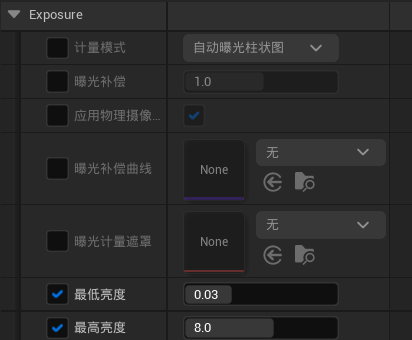 Exposure
计量模式
自动曝光柱状图
曝光补偿
1.0
应用物理摄像...
曝光补偿曲线
None
无
曝光计量遮罩
None
无
最低亮度
0.03
最高亮度
8.0